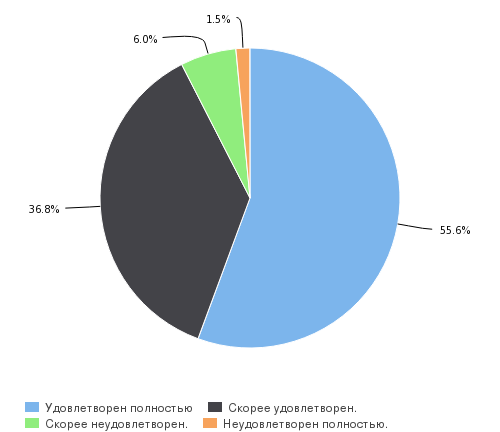 1.5%
6.0%
36.8%
55.6%
Удовлетворен полностью Скорее удовлетворен.
Скорее неудовлетворен. Неудовлетворен полностью.